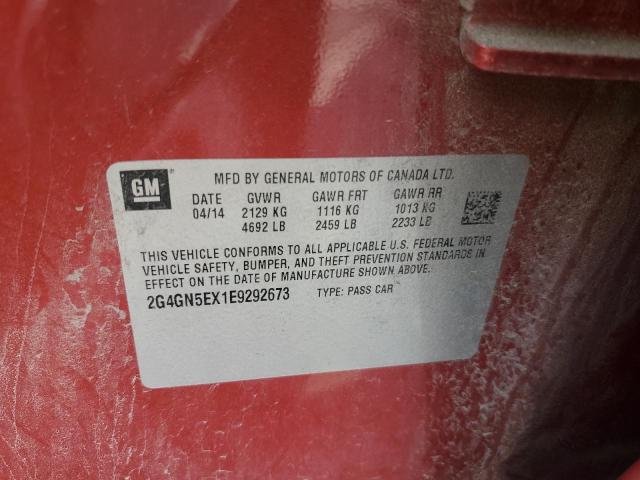 GM
MFD BY GENERAL MOTORS OF CANADA LTD.
DATE GVWR GAWR FRT GAWR RR
04/14 2129 KG 1116 KG 1013 KG
4692 LB 2459 LB 2233 LB
THIS VEHICLE CONFORMS TO ALL APPLICABLE U.S. FEDERAL MOTOR
VEHICLE SAFETY, BUMPER, AND THEFT PREVENTION STANDARDS IN
EFFECT ON THE DATE OF MANUFACTURE SHOWN ABOVE.
2G4GN5EX1E9292673 TYPE: PASS CAR